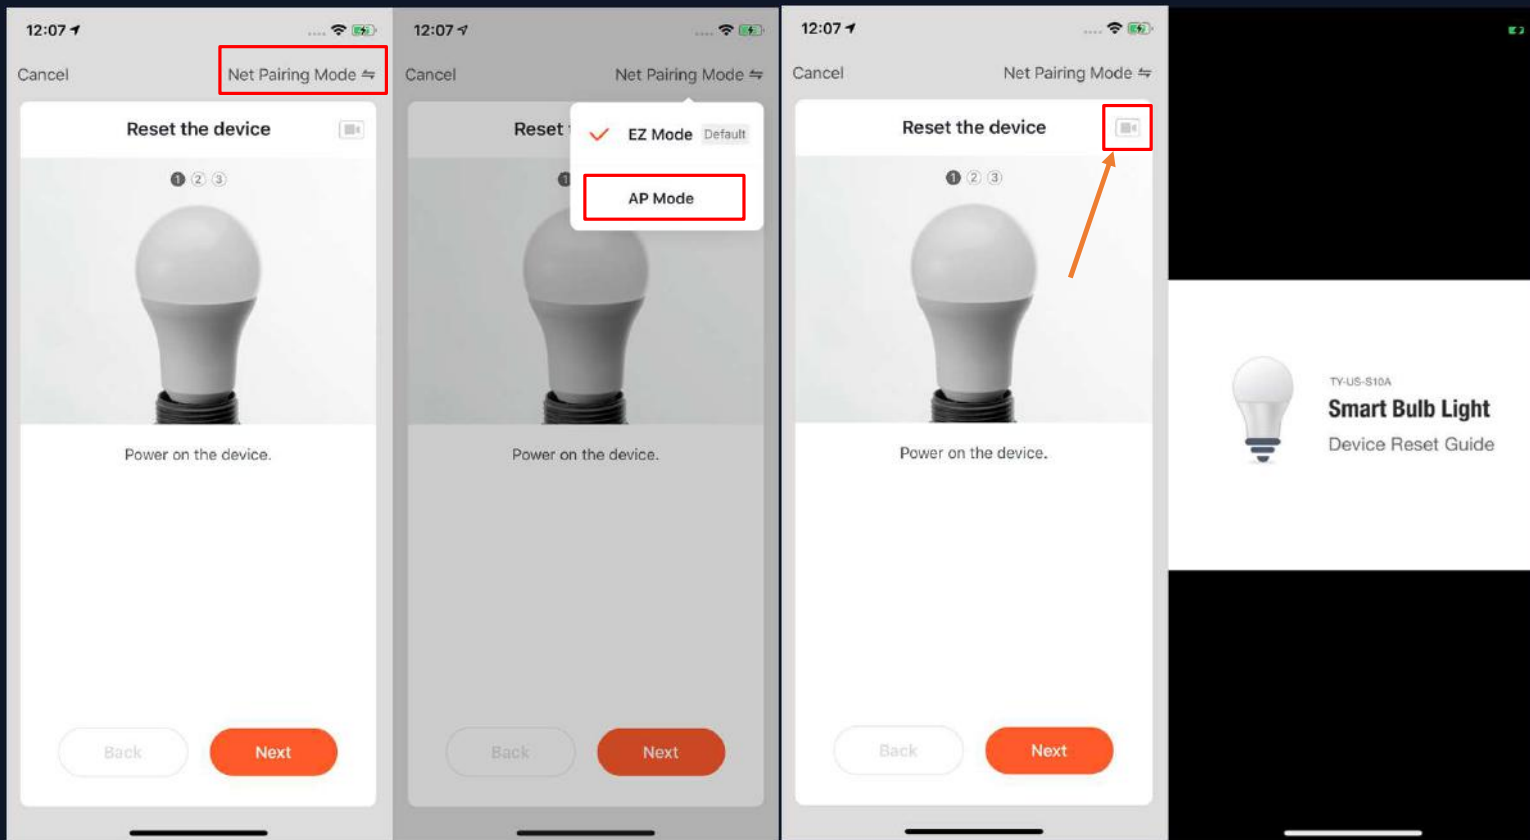 12:07
Cancel
Net Pairing Mode
Reset the device
1 2 3
Power on the device.
Back
Next
12:07
Cancel
Net Pairing Mode
Reset
EZ Mode Default
AP Mode
1
Power on the device.
Back
Next
12:07
Cancel
Net Pairing Mode
Reset the device
1 2 3
Power on the device.
Back
Next
TY-US-S10A
Smart Bulb Light
Device Reset Guide